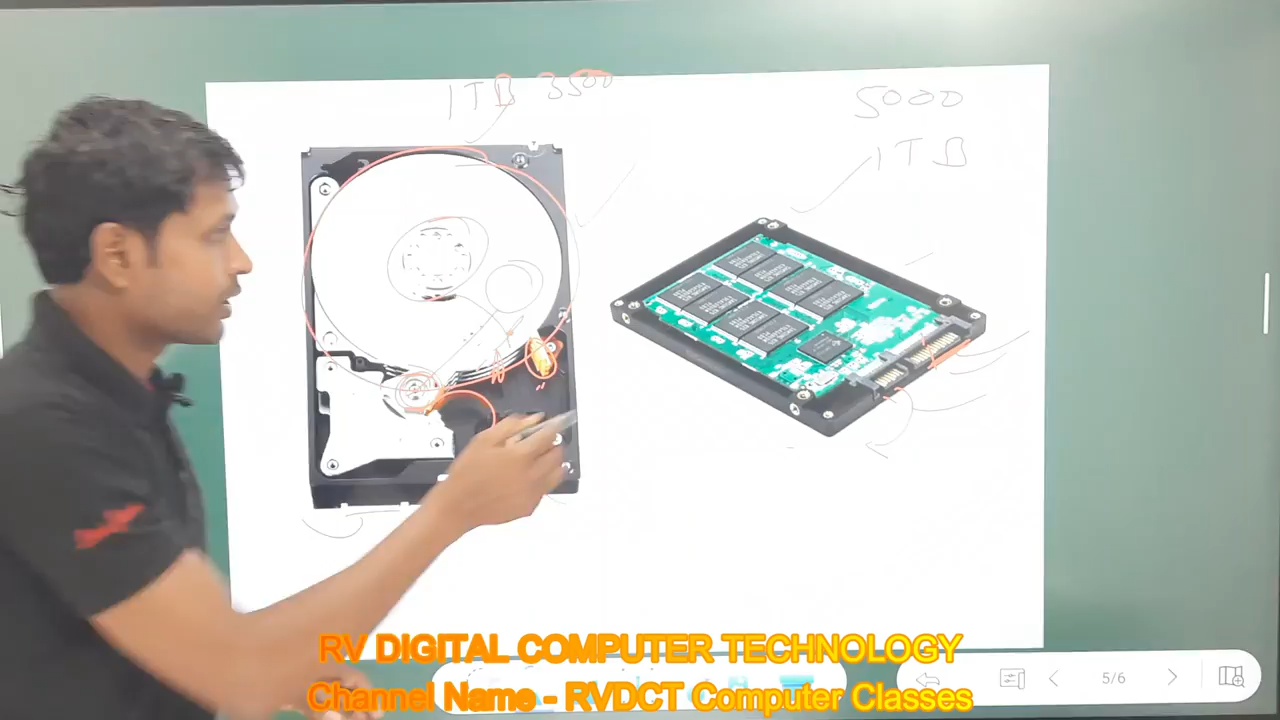 1TB 3500
5000
1TB
RV DIGITAL COMPUTER TECHNOLOGY
Channel Name - RVDCT Computer Classes
5/6